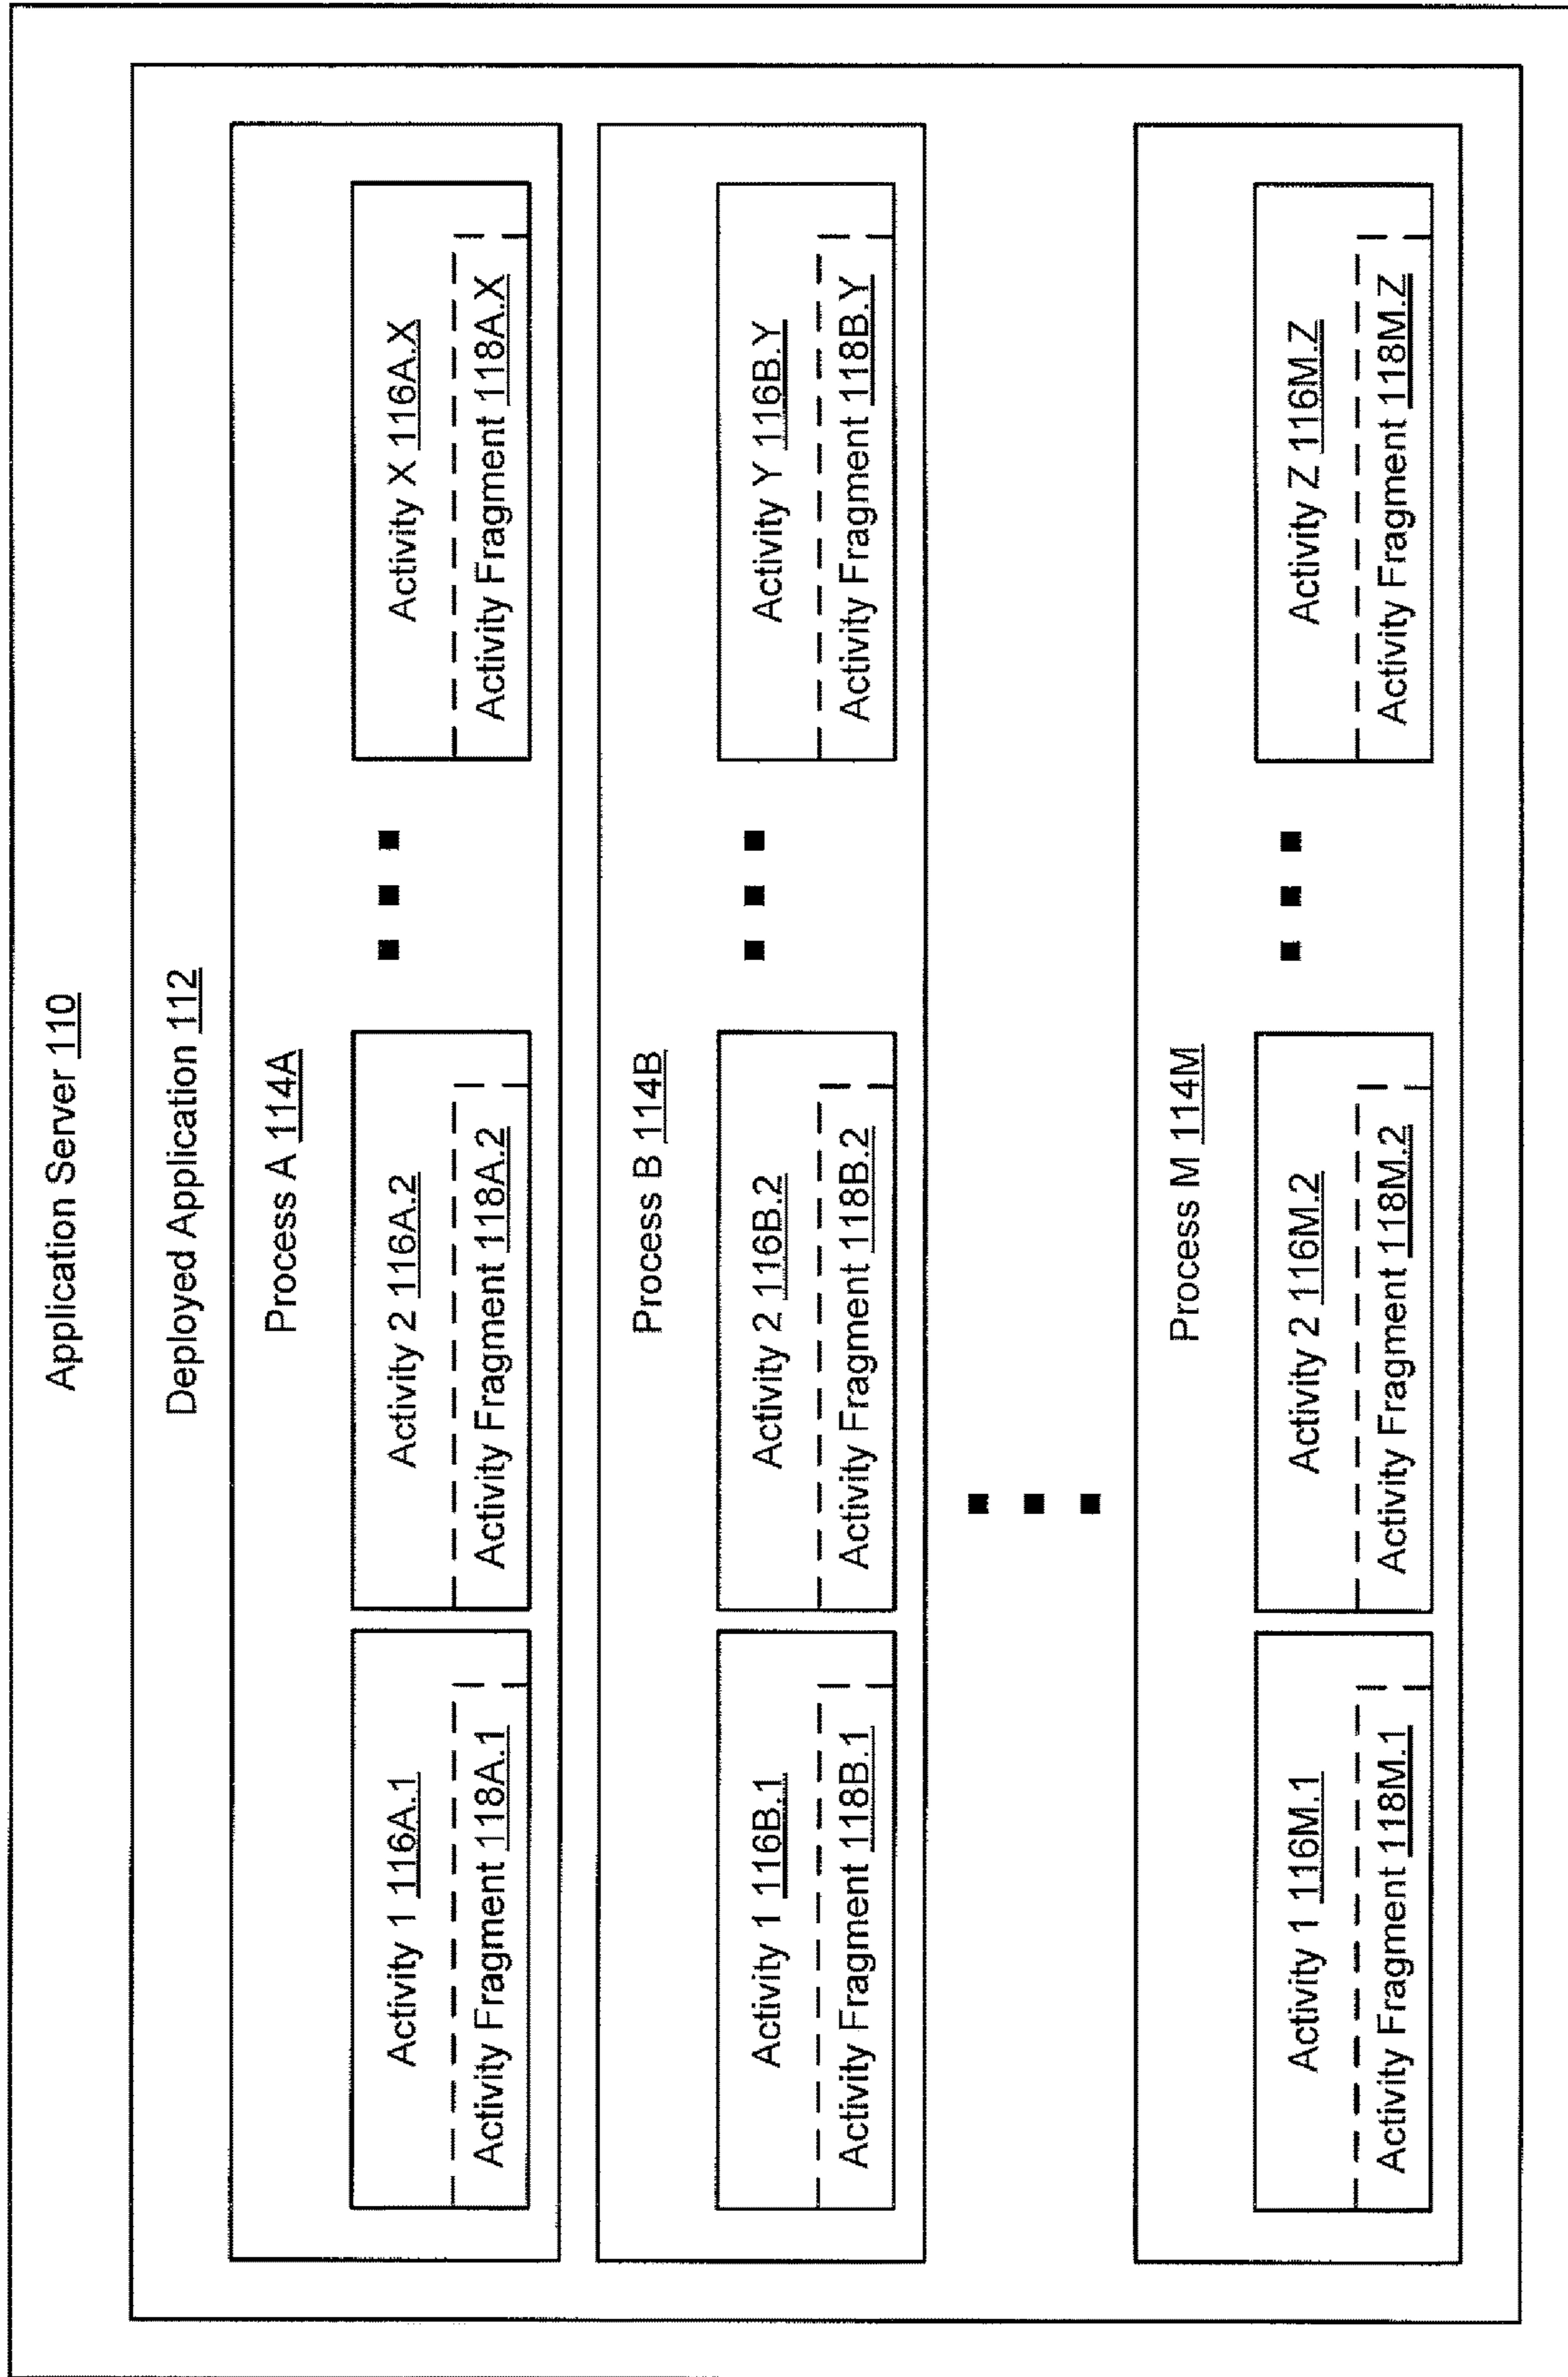 Application Server 110
Deployed Application 112
Process A 114A
Activity 1 116A.1
Activity Fragment 118A.1
Activity 2 116A.2
Activity Fragment 118A.2
Activity X 116A.X
Activity Fragment 118A.X
Process B 114B
Activity 1 116B.1
Activity Fragment 118B.1
Activity 2 116B.2
Activity Fragment 118B.2
Activity Y 116B.Y
Activity Fragment 118B.Y
Process M 114M
Activity 1 116M.1
Activity Fragment 118M.1
Activity 2 116M.2
Activity Fragment 118M.2
Activity Z 116M.Z
Activity Fragment 118M.Z